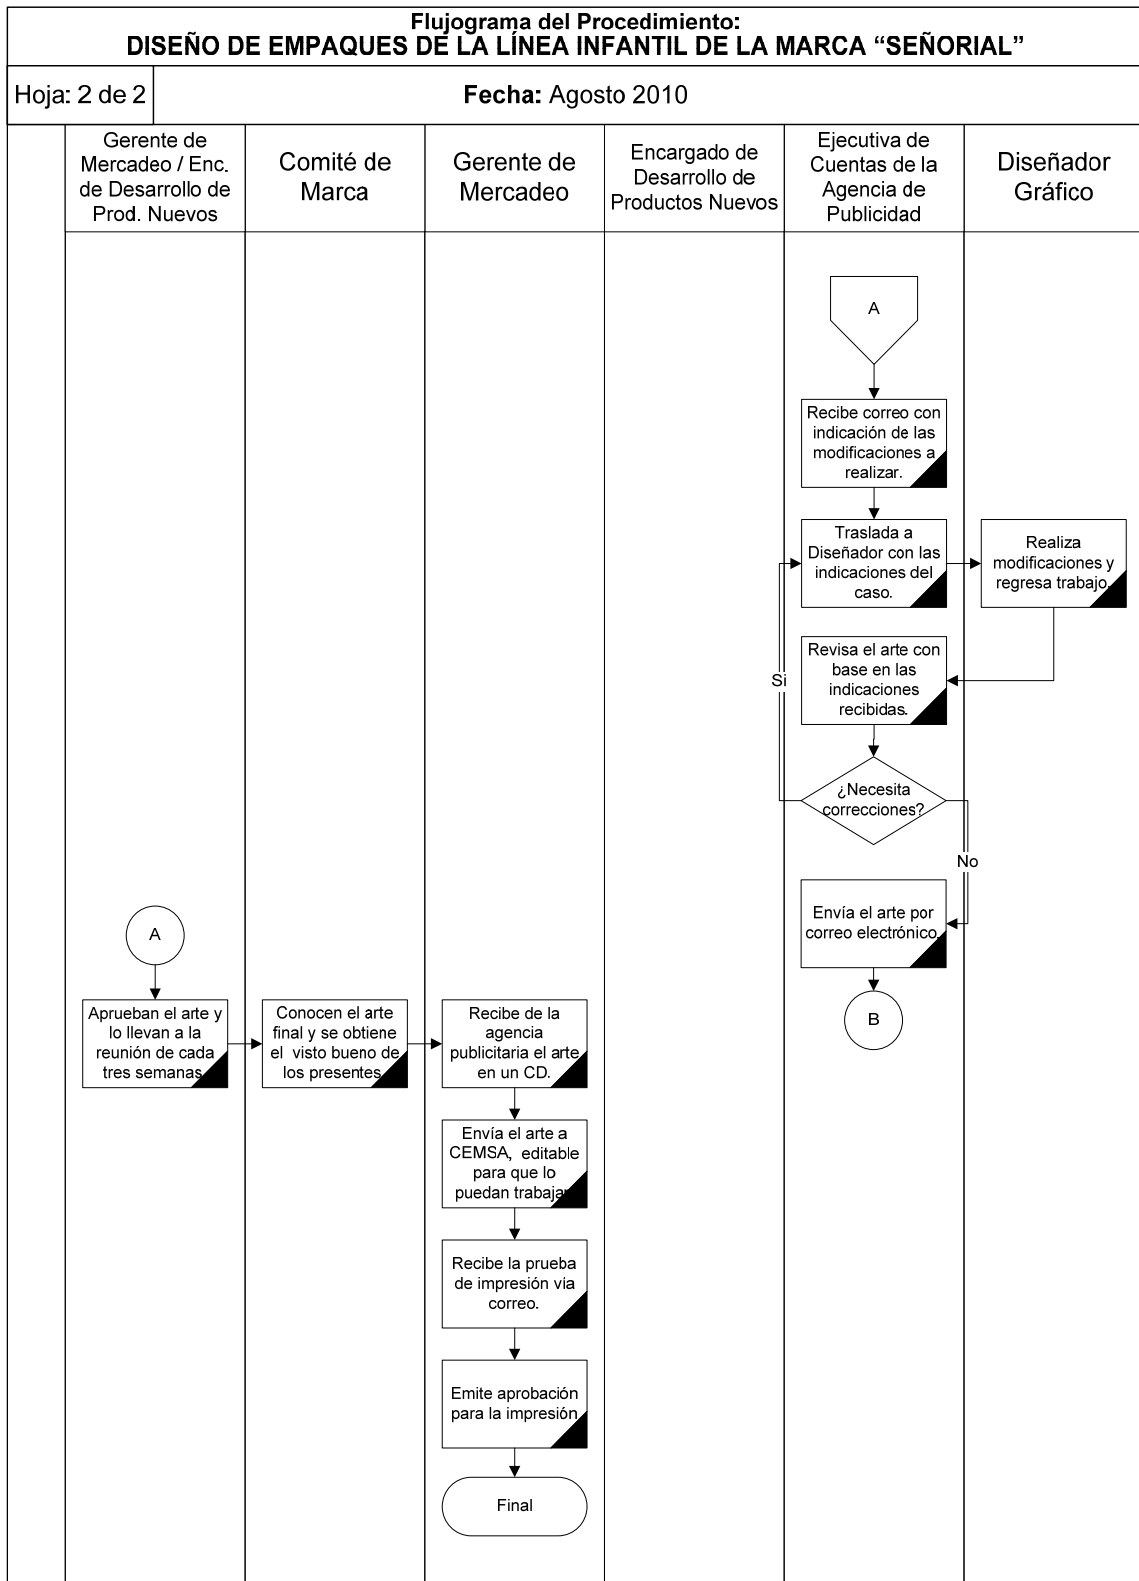 Flujograma del Procedimiento:
DISEÑO DE EMPAQUES DE LA LÍNEA INFANTIL DE LA MARCA “SEÑORIAL”
Hoja: 2 de 2
Fecha: Agosto 2010
Gerente de
Mercadeo / Enc.
de Desarrollo de
Prod. Nuevos
Comité de
Marca
Gerente de
Mercadeo
Encargado de
Desarrollo de
Productos Nuevos
Ejecutiva de
Cuentas de la
Agencia de
Publicidad
Diseñador
Gráfico
A
Recibe correo con
indicación de las
modificaciones a
realizar.
Traslada a
Diseñador con las
indicaciones del
caso.
Realiza
modificaciones y
regresa trabajo.
Revisa el arte con
base en las
indicaciones
recibidas.
Si
¿Necesita
correcciones?
No
Envía el arte por
correo electrónico.
B
A
Aprueban el arte y
lo llevan a la
reunión de cada
tres semanas.
Conocen el arte
final y se obtiene
el visto bueno de
los presentes.
Recibe de la
agencia
publicitaria el arte
en un CD.
Envía el arte a
CEMSA, editable
para que lo
puedan trabajar.
Recibe la prueba
de impresión vía
correo.
Emite aprobación
para la impresión
Final